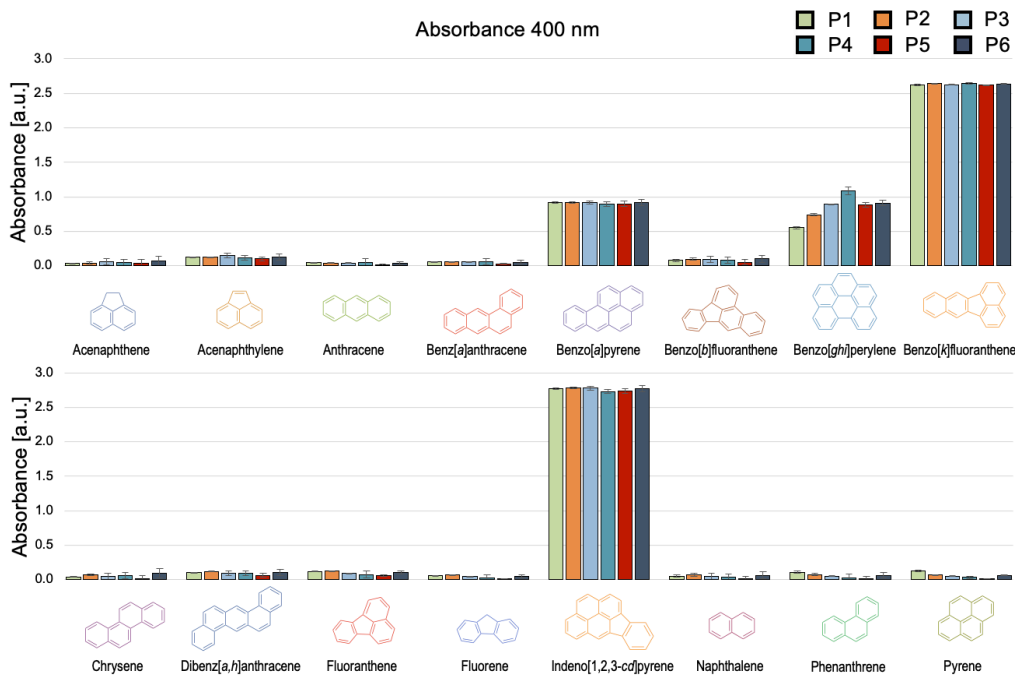 Absorbance 400 nm
P1 P2 P3
P4 P5 P6
Absorbance [a.u.]
3.0
2.5
2.0
1.5
1.0
0.5
0.0
Acenaphthene Acenaphthylene Anthracene Benz[a]anthracene Benzo[a]pyrene Benzo[b]fluoranthene Benzo[ghi]perylene Benzo[k]fluoranthene
Absorbance [a.u.]
3.0
2.5
2.0
1.5
1.0
0.5
0.0
Chrysene Dibenz[a,h]anthracene Fluoranthene Fluorene Indeno[1,2,3-cd]pyrene Naphthalene Phenanthrene Pyrene